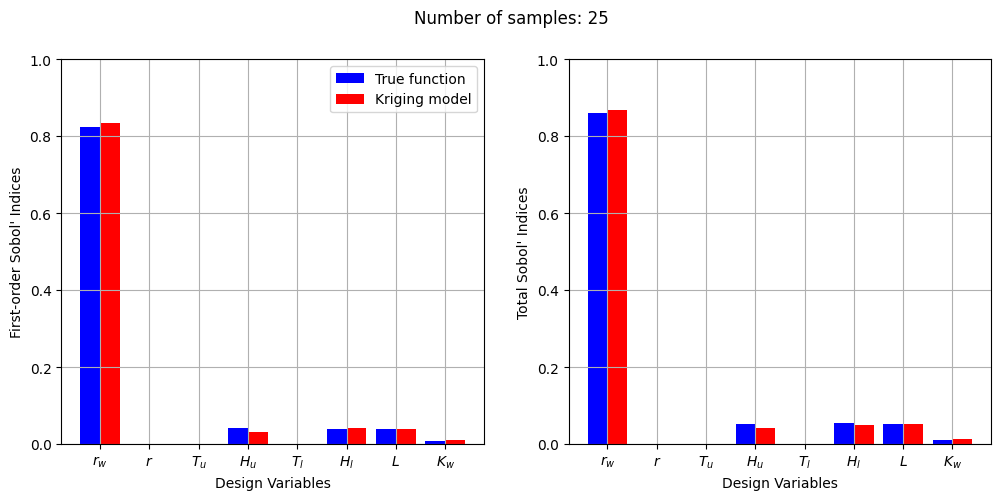 Number of samples: 25
First-order Sobol' Indices
1.0
0.8
0.6
0.4
0.2
0.0
True function
Kriging model
r_w r T_u H_u T_l H_l L K_w
Design Variables
Total Sobol' Indices
1.0
0.8
0.6
0.4
0.2
0.0
r_w r T_u H_u T_l H_l L K_w
Design Variables